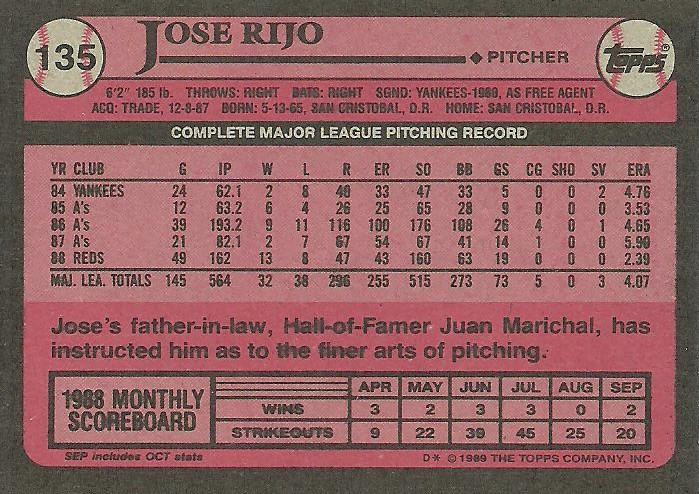 135 JOSE RIJO
PITCHER
topps®
6'2" 185 lb. THROWS: RIGHT BATS: RIGHT SGND: YANKEES-1980, AS FREE AGENT
ACQ: TRADE, 12-8-87 BORN: 5-13-65, SAN CRISTOBAL, D.R. HOME: SAN CRISTOBAL, D.R.
COMPLETE MAJOR LEAGUE PITCHING RECORD
YR CLUB G IP W L R ER SO BB GS CG SHO SV ERA
84 YANKEES 24 62.1 2 8 40 33 47 33 5 0 0 2 4.76
85 A's 12 63.2 6 4 26 25 65 28 9 0 0 0 3.53
86 A's 39 193.2 9 11 116 100 176 108 26 4 0 1 4.65
87 A's 21 82.1 2 7 67 54 67 41 14 1 0 0 5.90
88 REDS 49 162 13 8 47 43 160 63 19 0 0 0 2.39
MAJ. LEA. TOTALS 145 564 32 38 296 255 515 273 73 5 0 3 4.07
Jose's father-in-law, Hall-of-Famer Juan Marichal, has
instructed him as to the finer arts of pitching.
1988 MONTHLY SCOREBOARD
APR MAY JUN JUL AUG SEP
WINS 3 2 3 3 0 2
STRIKEOUTS 9 22 39 45 25 20
SEP includes OCT stats
D* © 1989 THE TOPPS COMPANY, INC.